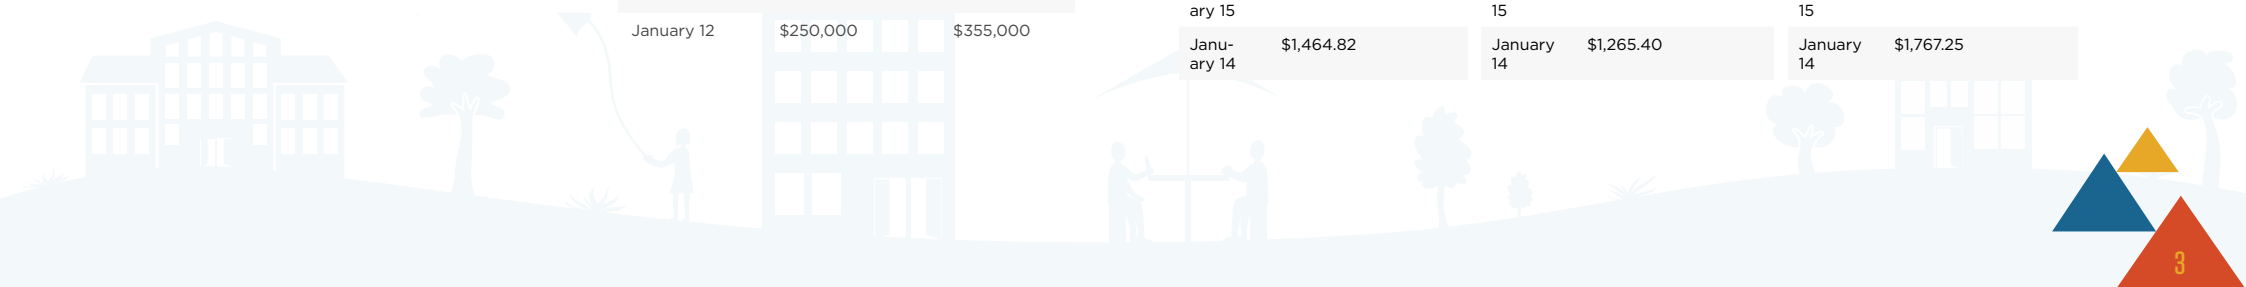 January 12 $250,000 $355,000
ary 15
Janu- $1,464.82
ary 14
15
January $1,265.40
14
15
January $1,767.25
14
3